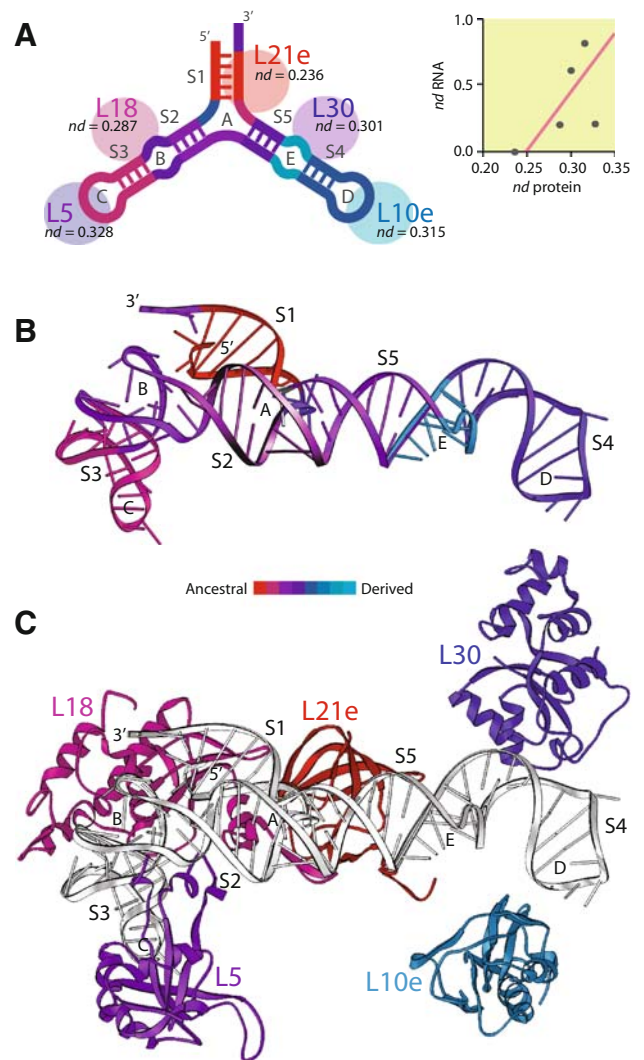 A
5′
3′
L21e
nd = 0.236
S1
L18
nd = 0.287
S2
A
S5
L30
nd = 0.301
S3
B
E
S4
C
D
L5
nd = 0.328
L10e
nd = 0.315
1.0
0.5
0.0
nd RNA
0.20 0.25 0.30 0.35
nd protein
B
3′
S1
5′
B
S5
A
S2
E
S4
S3
D
C
Ancestral Derived
C
L30
L18
L21e
3′
S1
5′
S5
B
A
E
S4
S2
D
S3
C
L5
L10e